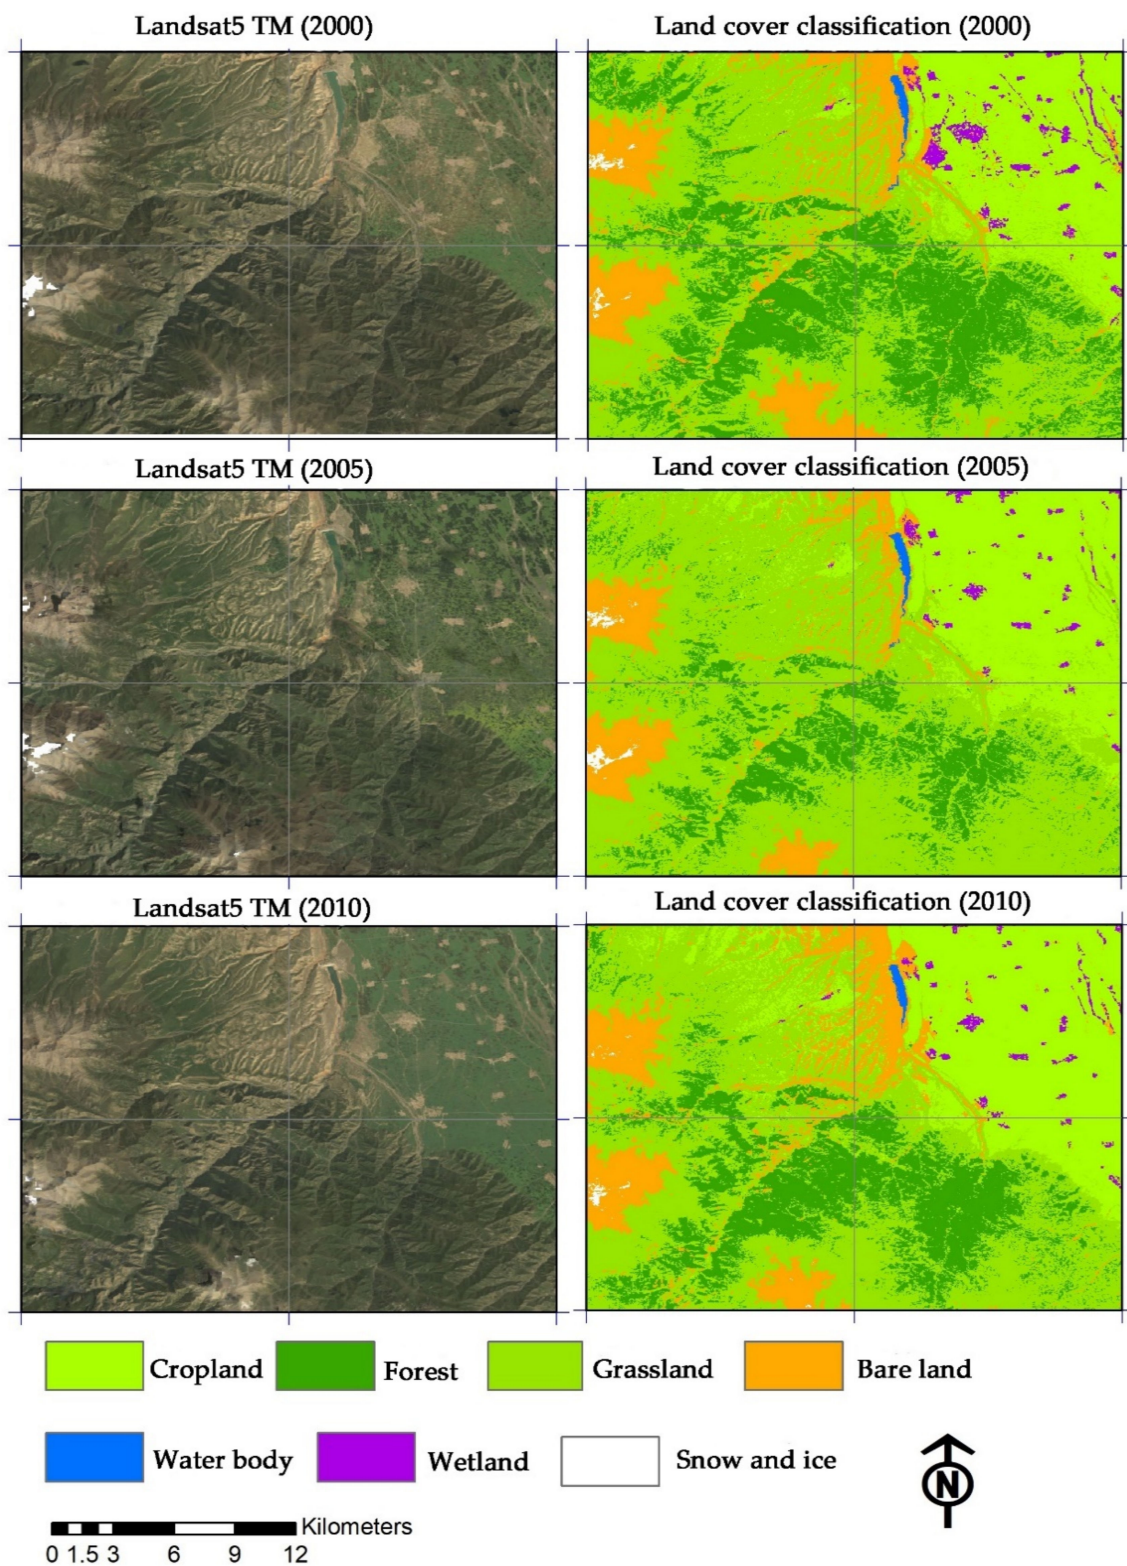 Landsat5 TM (2000)
Land cover classification (2000)
Landsat5 TM (2005)
Land cover classification (2005)
Landsat5 TM (2010)
Land cover classification (2010)
Cropland
Forest
Grassland
Bare land
Water body
Wetland
Snow and ice
N
Kilometers
0 1.5 3 6 9 12